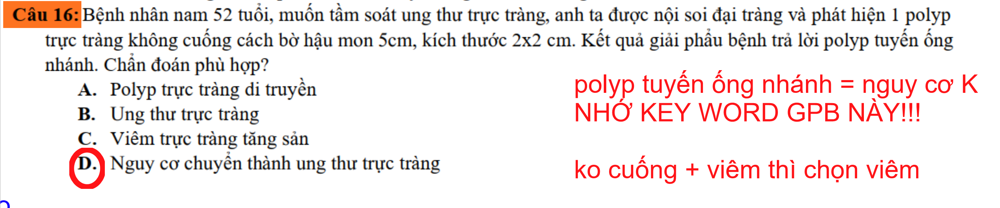 Câu 16: Bệnh nhân nam 52 tuổi, muốn tầm soát ung thư trực tràng, anh ta được nội soi đại tràng và phát hiện 1 polyp
trực tràng không cuống cách bờ hậu mon 5cm, kích thước 2x2 cm. Kết quả giải phẩu bệnh trả lời polyp tuyến ống
nhánh. Chẩn đoán phù hợp?
A. Polyp trực tràng di truyền
B. Ung thư trực tràng
C. Viêm trực tràng tăng sản
D. Nguy cơ chuyển thành ung thư trực tràng
polyp tuyến ống nhánh = nguy cơ K
NHỚ KEY WORD GPB NÀY!!!
ko cuống + viêm thì chọn viêm